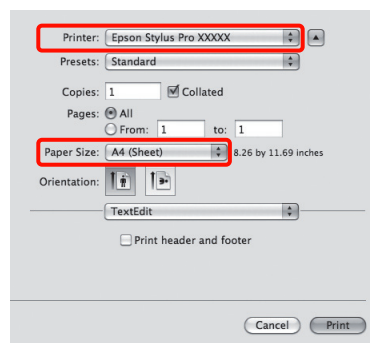 Printer: Epson Stylus Pro XXXXX
Presets: Standard
Copies: 1 Collated
Pages: All
From: 1 to: 1
Paper Size: A4 (Sheet) 8.26 by 11.69 inches
Orientation:
TextEdit
Print header and footer
Cancel Print